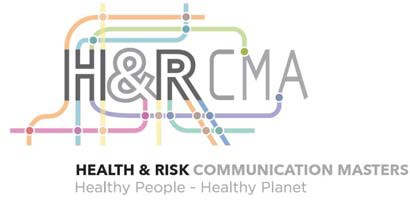 H&R CMA
HEALTH & RISK COMMUNICATION MASTERS
Healthy People - Healthy Planet